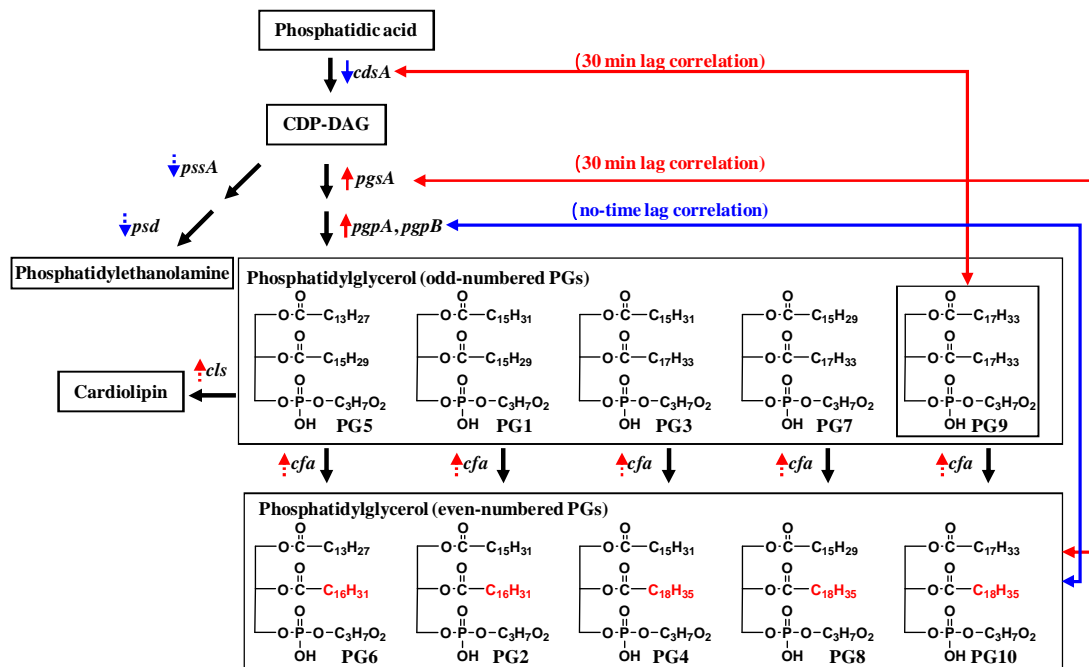 Phosphatidic acid
cdsA
(30 min lag correlation)
CDP-DAG
pssA
pgsA
(30 min lag correlation)
psd
pgpA, pgpB
(no-time lag correlation)
Phosphatidylethanolamine
Phosphatidylglycerol (odd-numbered PGs)
O O O O O
O-C-C13H27 O-C-C15H31 O-C-C15H31 O-C-C15H29 O-C-C17H33
O O O O O
O-C-C15H29 O-C-C15H29 O-C-C17H33 O-C-C17H33 O-C-C17H33
O O O O O
O-P-O-C3H7O2 O-P-O-C3H7O2 O-P-O-C3H7O2 O-P-O-C3H7O2 O-P-O-C3H7O2
OH PG5 OH PG1 OH PG3 OH PG7 OH PG9
cls
Cardiolipin
cfa cfa cfa cfa cfa
Phosphatidylglycerol (even-numbered PGs)
O O O O O
O-C-C13H27 O-C-C15H31 O-C-C15H31 O-C-C15H29 O-C-C17H33
O O O O O
O-C-C16H31 O-C-C16H31 O-C-C18H35 O-C-C18H35 O-C-C18H35
O O O O O
O-P-O-C3H7O2 O-P-O-C3H7O2 O-P-O-C3H7O2 O-P-O-C3H7O2 O-P-O-C3H7O2
OH PG6 OH PG2 OH PG4 OH PG8 OH PG10